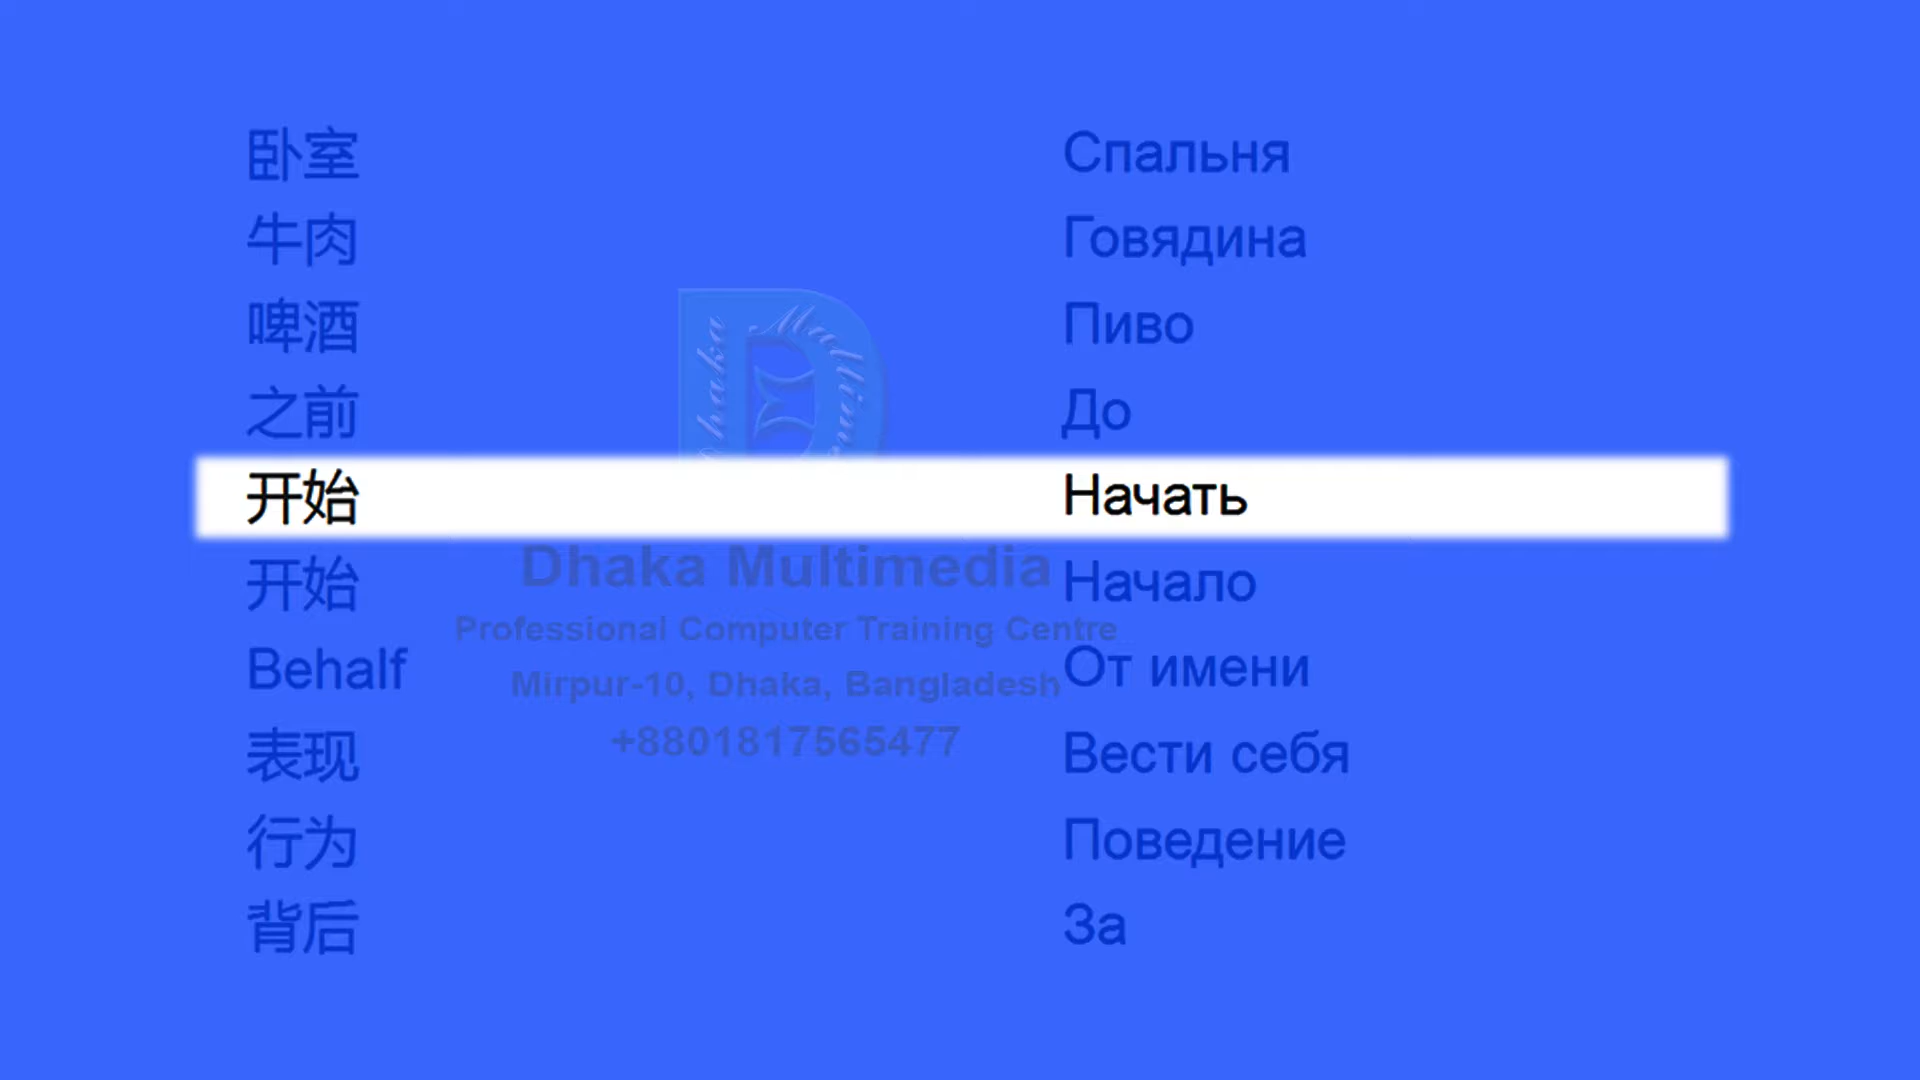 卧室 Спальня
牛肉 Говядина
啤酒 Пиво
之前 До
开始 Начать
开始 Начало
Behalf От имени
表现 Вести себя
行为 Поведение
背后 За
Dhaka Multimedia
Professional Computer Training Centre
Mirpur-10, Dhaka, Bangladesh
+8801817565477